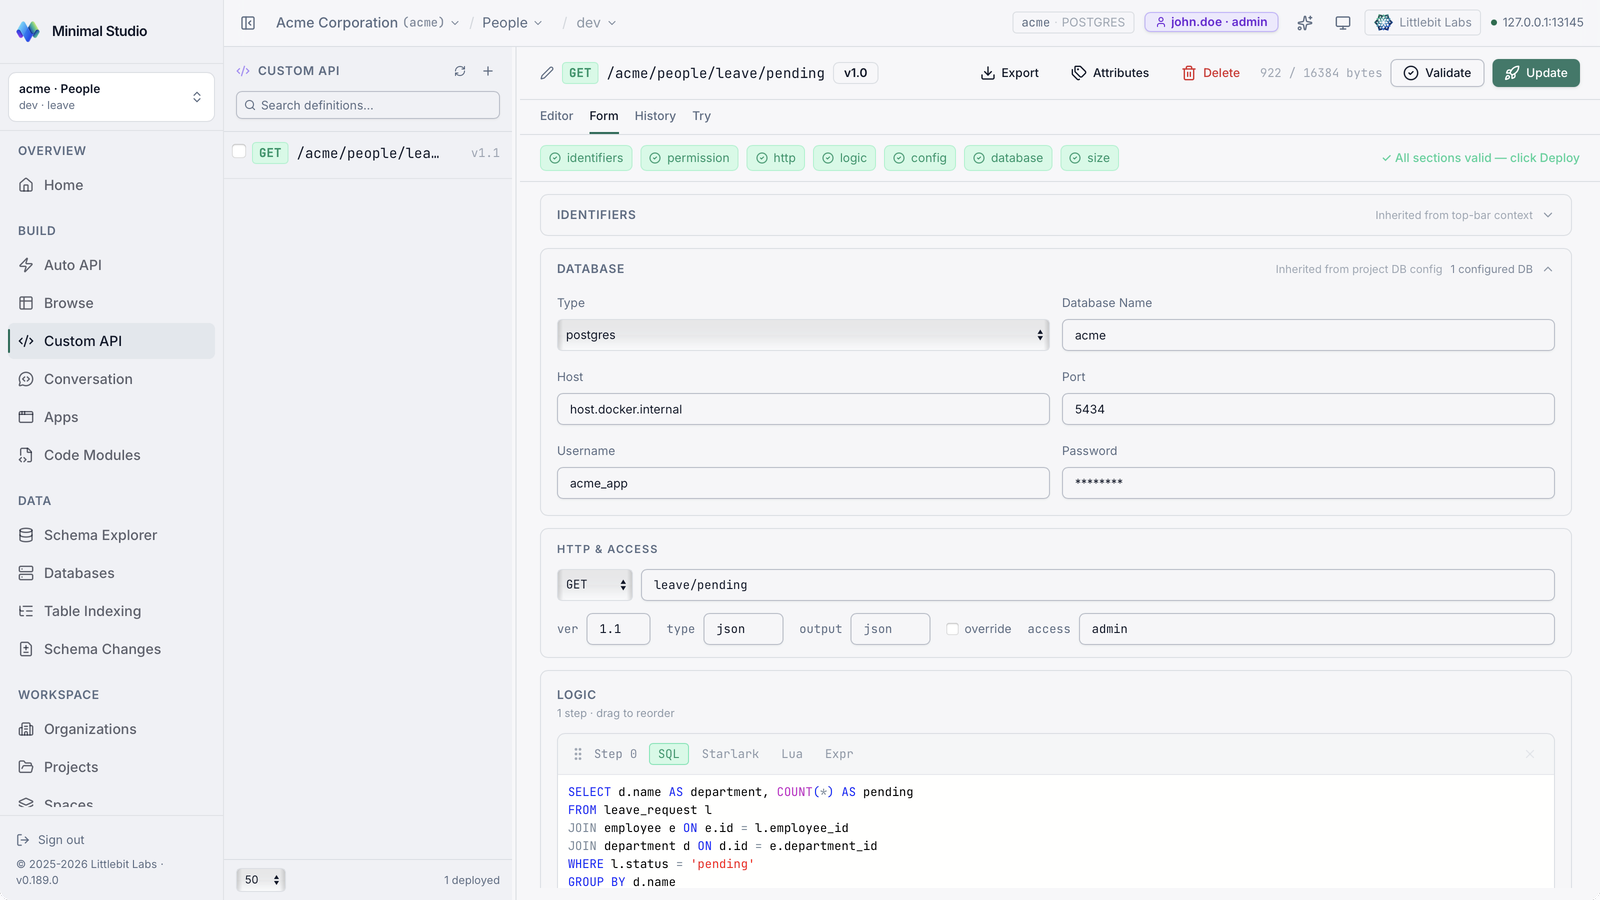 Minimal Studio
acme · People
dev · leave
OVERVIEW
Home
BUILD
Auto API
Browse
Custom API
Conversation
Apps
Code Modules
DATA
Schema Explorer
Databases
Table Indexing
Schema Changes
WORKSPACE
Organizations
Projects
Spaces
Sign out
© 2025-2026 Littlebit Labs ·
v0.189.0
Acme Corporation (acme) / People / dev
acme · POSTGRES
john.doe · admin
Littlebit Labs
127.0.0.1:13145
CUSTOM API
Search definitions...
GET /acme/people/lea… v1.1
50
1 deployed
GET /acme/people/leave/pending v1.0
Export
Attributes
Delete
922 / 16384 bytes
Validate
Update
Editor Form History Try
identifiers permission http logic config database size
✓ All sections valid — click Deploy
IDENTIFIERS
Inherited from top-bar context
DATABASE
Inherited from project DB config 1 configured DB
Type
postgres
Database Name
acme
Host
host.docker.internal
Port
5434
Username
acme_app
Password
********
HTTP & ACCESS
GET leave/pending
ver 1.1 type json output json override access admin
LOGIC
1 step · drag to reorder
Step 0 SQL Starlark Lua Expr
SELECT d.name AS department, COUNT(*) AS pending
FROM leave_request l
JOIN employee e ON e.id = l.employee_id
JOIN department d ON d.id = e.department_id
WHERE l.status = 'pending'
GROUP BY d.name